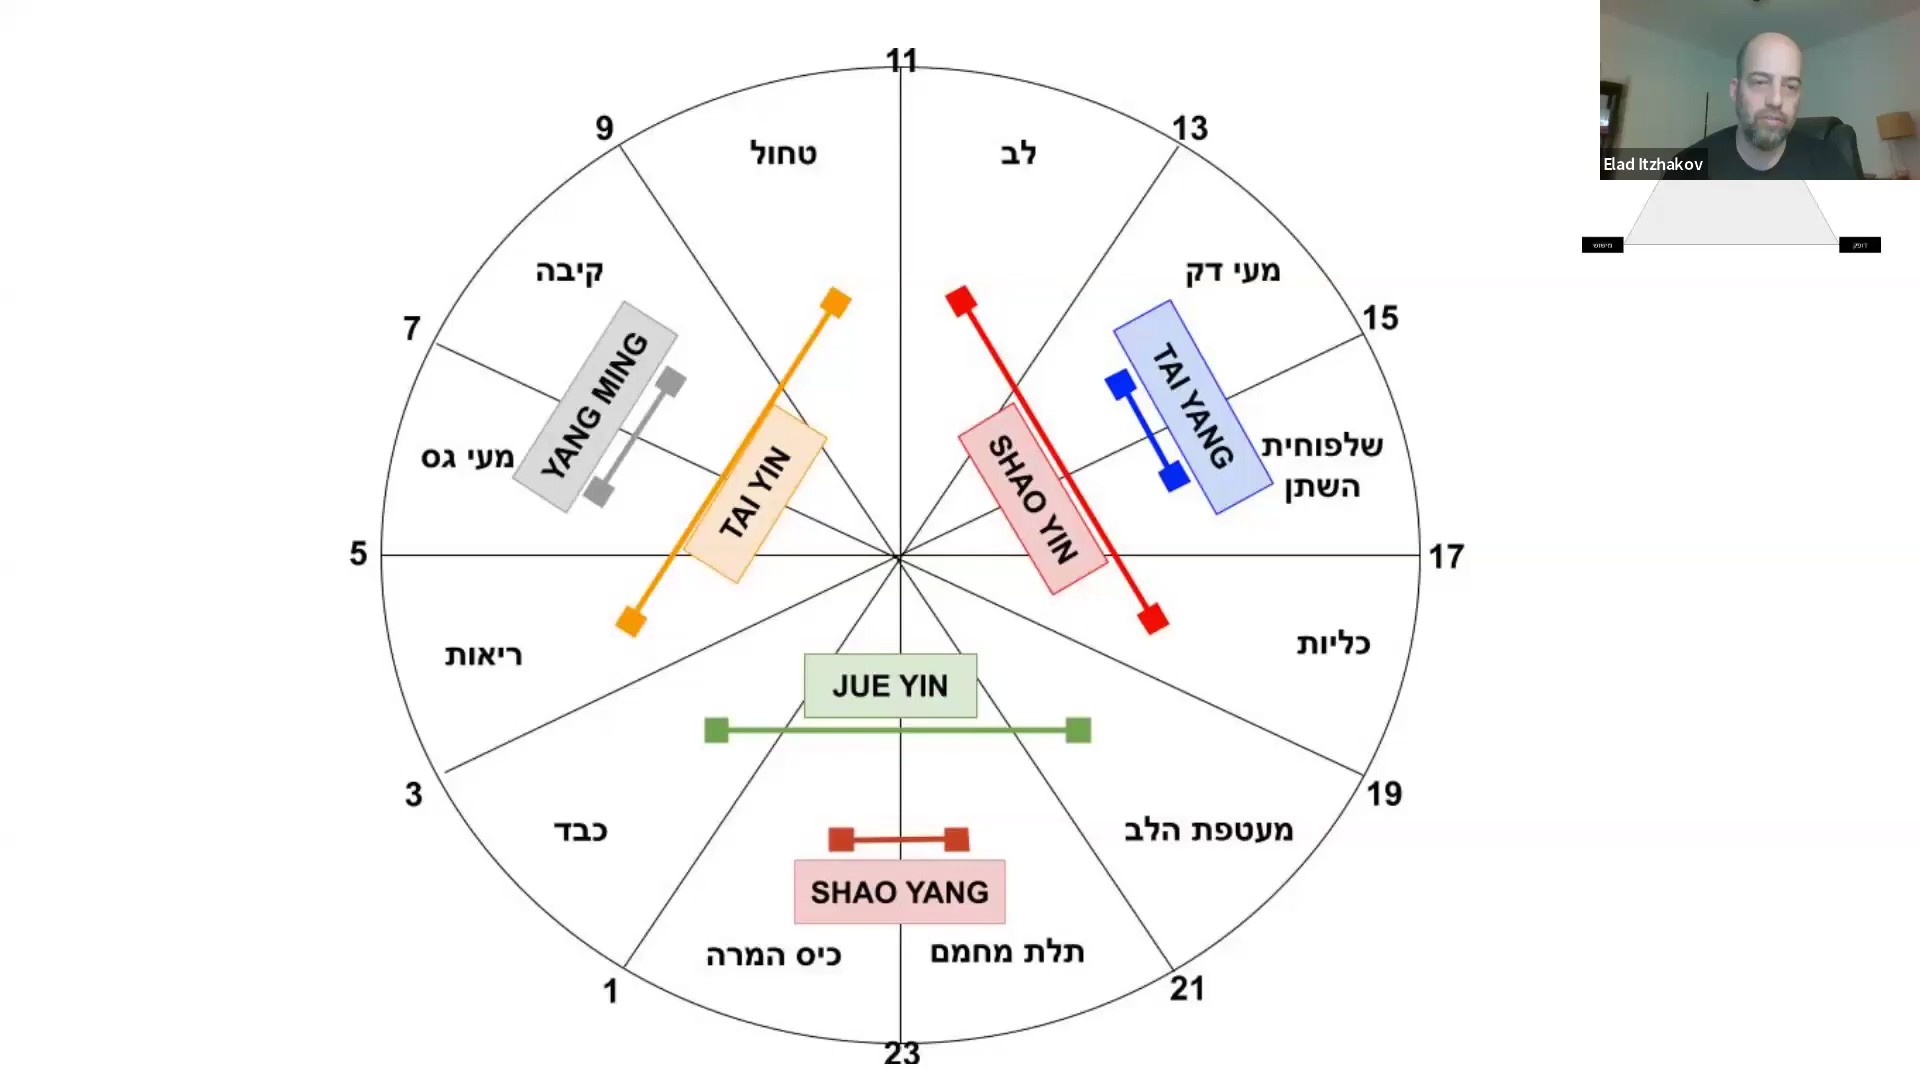 11
9
13
טחול
לב
קיבה
מעי דק
7
15
YANG MING
TAI YANG
מעי גס
TAI YIN
SHAO YIN
שלפוחית
השתן
5
17
ריאות
כליות
JUE YIN
3
19
כבד
מעטפת הלב
SHAO YANG
כיס המרה
תלת מחמם
1
21
23
Elad Itzhakov
מישוש
דופק